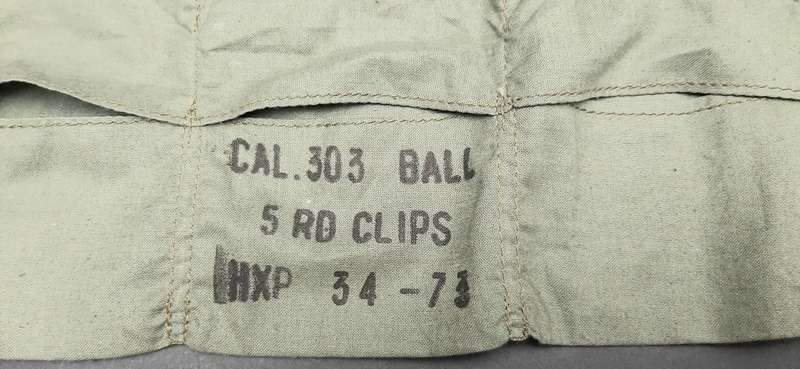 CAL.303 BALL
5 RD CLIPS
HXP 34-73